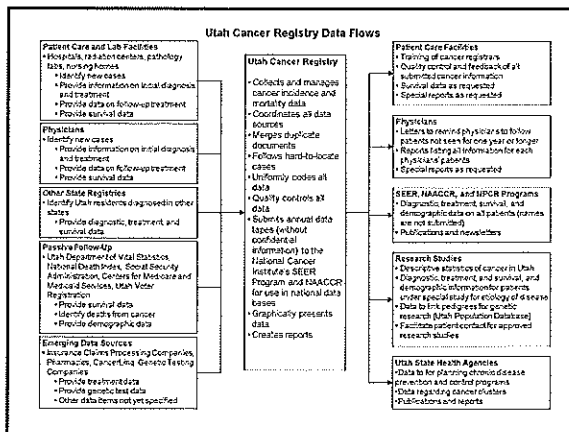 Utah Cancer Registry Data Flows
Patient Care and Lab Facilities
• Hospitals, radiation centers, pathology
labs, nursing homes
• Identify new cases
• Provide information on initial diagnosis
and treatment
• Provide data on follow-up treatment
• Provide survival data
Physicians
• Identify new cases
• Provide information on initial diagnosis
and treatment
• Provide data on follow-up treatment
• Provide survival data
Other State Registries
• Identify Utah residents diagnosed in other
states
• Provide diagnostic, treatment, and
survival data
Passive Follow-Up
• Utah Department of Vital Statistics,
National Death Index, Social Security
Administration, Centers for Medicare and
Medicaid Services, Utah Voter
Registration
• Provide survival data
• Identify deaths from cancer
• Provide demographic data
Emerging Data Sources
• Insurance Claims Processing Companies,
Pharmacies, CancerLinq, Genetic Testing
Companies
• Provide treatment data
• Provide genetic test data
• Other data items not yet specified
Utah Cancer Registry
• Collects and manages
cancer incidence and
mortality data
• Coordinates all data
sources
• Merges duplicate
documents
• Follows hard-to-locate
cases
• Uniformly codes all
data
• Quality controls all
data
• Submits annual data
tapes (without
confidential
information) to the
National Cancer
Institute's SEER
Program and NAACCR
for use in national data
bases
• Graphically presents
data
• Creates reports
Patient Care Facilities
• Training of cancer registrars
• Quality control and feedback of all
submitted cancer information
• Survival data as requested
• Special reports as requested
Physicians
• Letters to remind physicians to follow
patients not seen for one year or longer
• Reports listing all information for each
physicians' patients
• Special reports as requested
SEER, NAACCR, and NPCR Programs
• Diagnostic, treatment, survival, and
demographic data on all patients (names
are not submitted)
• Publications and newsletters
Research Studies
• Descriptive statistics of cancer in Utah
• Diagnostic, treatment, and survival, and
demographic information for patients
under special study for etiology of disease
• Data to link pedigrees for genetic
research (Utah Population Database)
• Facilitate patient contact for approved
research studies
Utah State Health Agencies
• Data to for planning chronic disease
prevention and control programs
• Data regarding cancer clusters
• Publications and reports